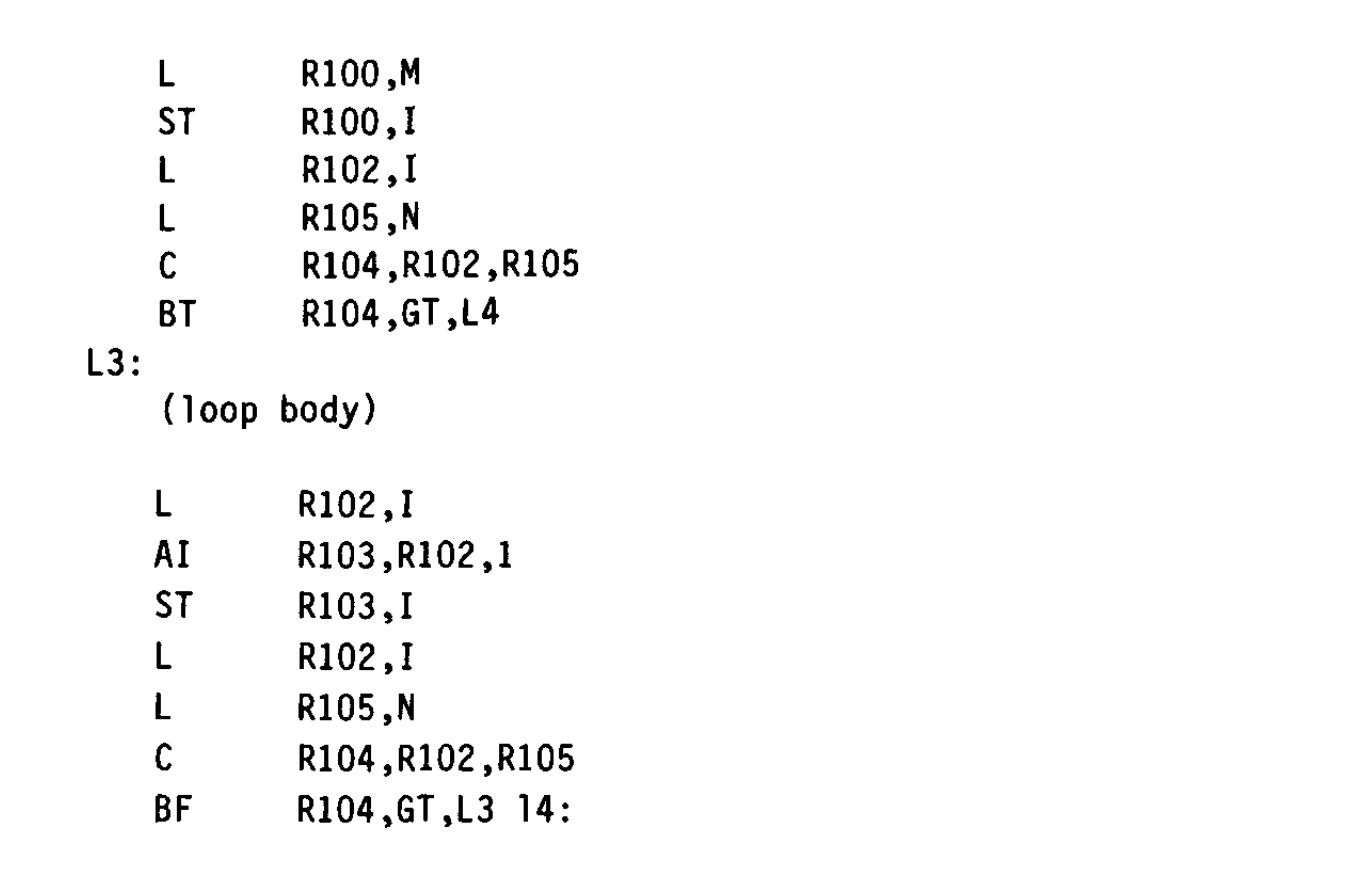 L R100,M
ST R100,I
L R102,I
L R105,N
C R104,R102,R105
BT R104,GT,L4
L3:
(loop body)
L R102,I
AI R103,R102,1
ST R103,I
L R102,I
L R105,N
C R104,R102,R105
BF R104,GT,L3 l4: